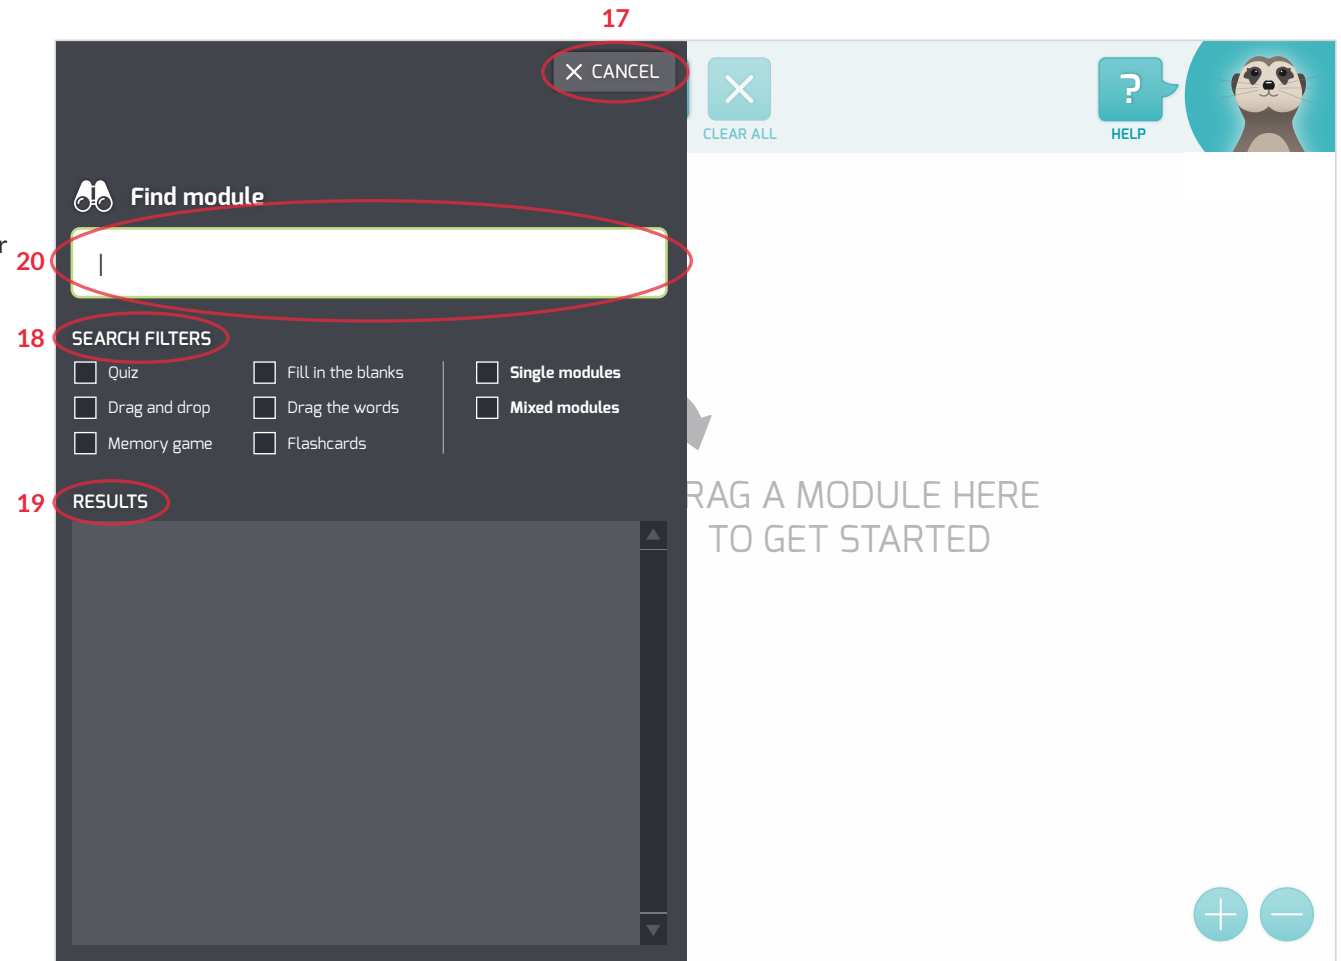 17
CANCEL
CLEAR ALL
?
HELP
Find module
r
20
18
SEARCH FILTERS
Quiz
Fill in the blanks
Single modules
Drag and drop
Drag the words
Mixed modules
Memory game
Flashcards
19
RESULTS
RAG A MODULE HERE
TO GET STARTED